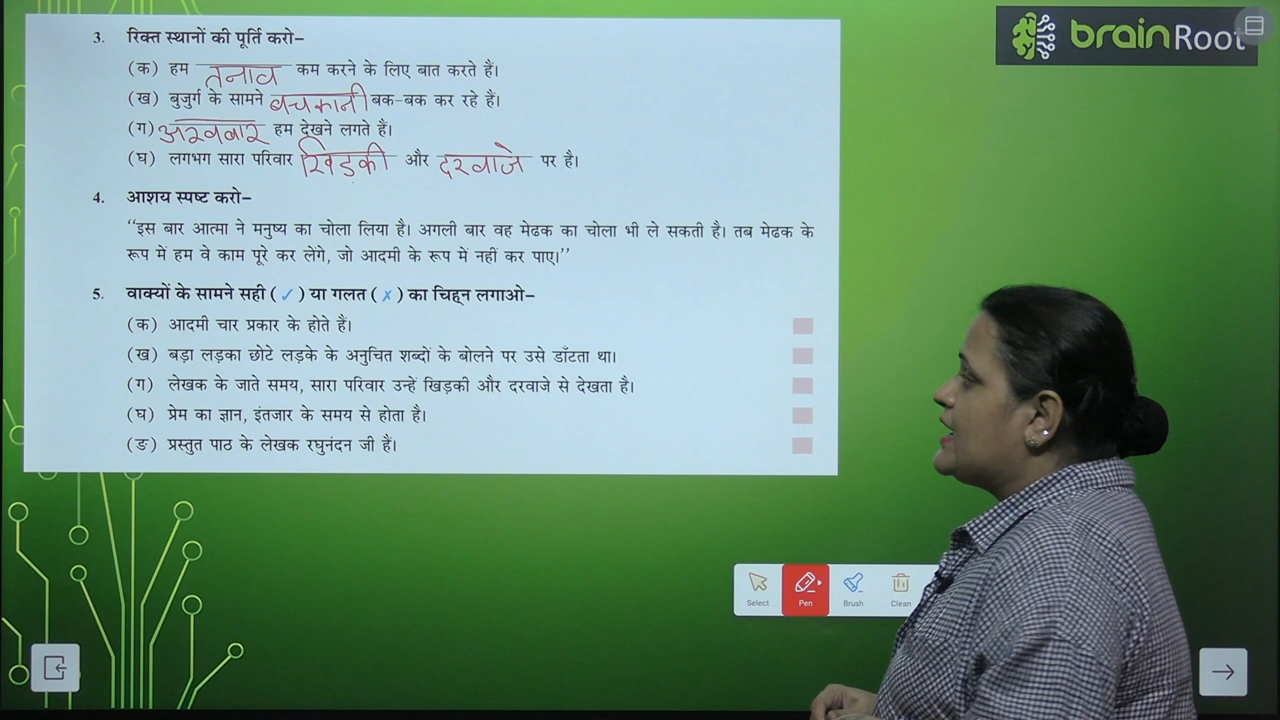 brainRoot
3. रिक्त स्थानों की पूर्ति करो–
(क) हम तनाव कम करने के लिए बात करते हैं।
(ख) बुजुर्ग के सामने बचकानी बक-बक कर रहे हैं।
(ग) अखबार हम देखने लगते हैं।
(घ) लगभग सारा परिवार खिड़की और दरवाजे पर है।
4. आशय स्पष्ट करो–
“इस बार आत्मा ने मनुष्य का चोला लिया है। अगली बार वह मेढक का चोला भी ले सकती है। तब मेढक के
रूप में हम वे काम पूरे कर लेंगे, जो आदमी के रूप में नहीं कर पाए।”
5. वाक्यों के सामने सही (✓) या गलत (✗) का चिह्न लगाओ–
(क) आदमी चार प्रकार के होते हैं।
(ख) बड़ा लड़का छोटे लड़के के अनुचित शब्दों के बोलने पर उसे डाँटता था।
(ग) लेखक के जाते समय, सारा परिवार उन्हें खिड़की और दरवाजे से देखता है।
(घ) प्रेम का ज्ञान, इंतजार के समय से होता है।
(ङ) प्रस्तुत पाठ के लेखक रघुनंदन जी हैं।
Select Pen Brush Clean